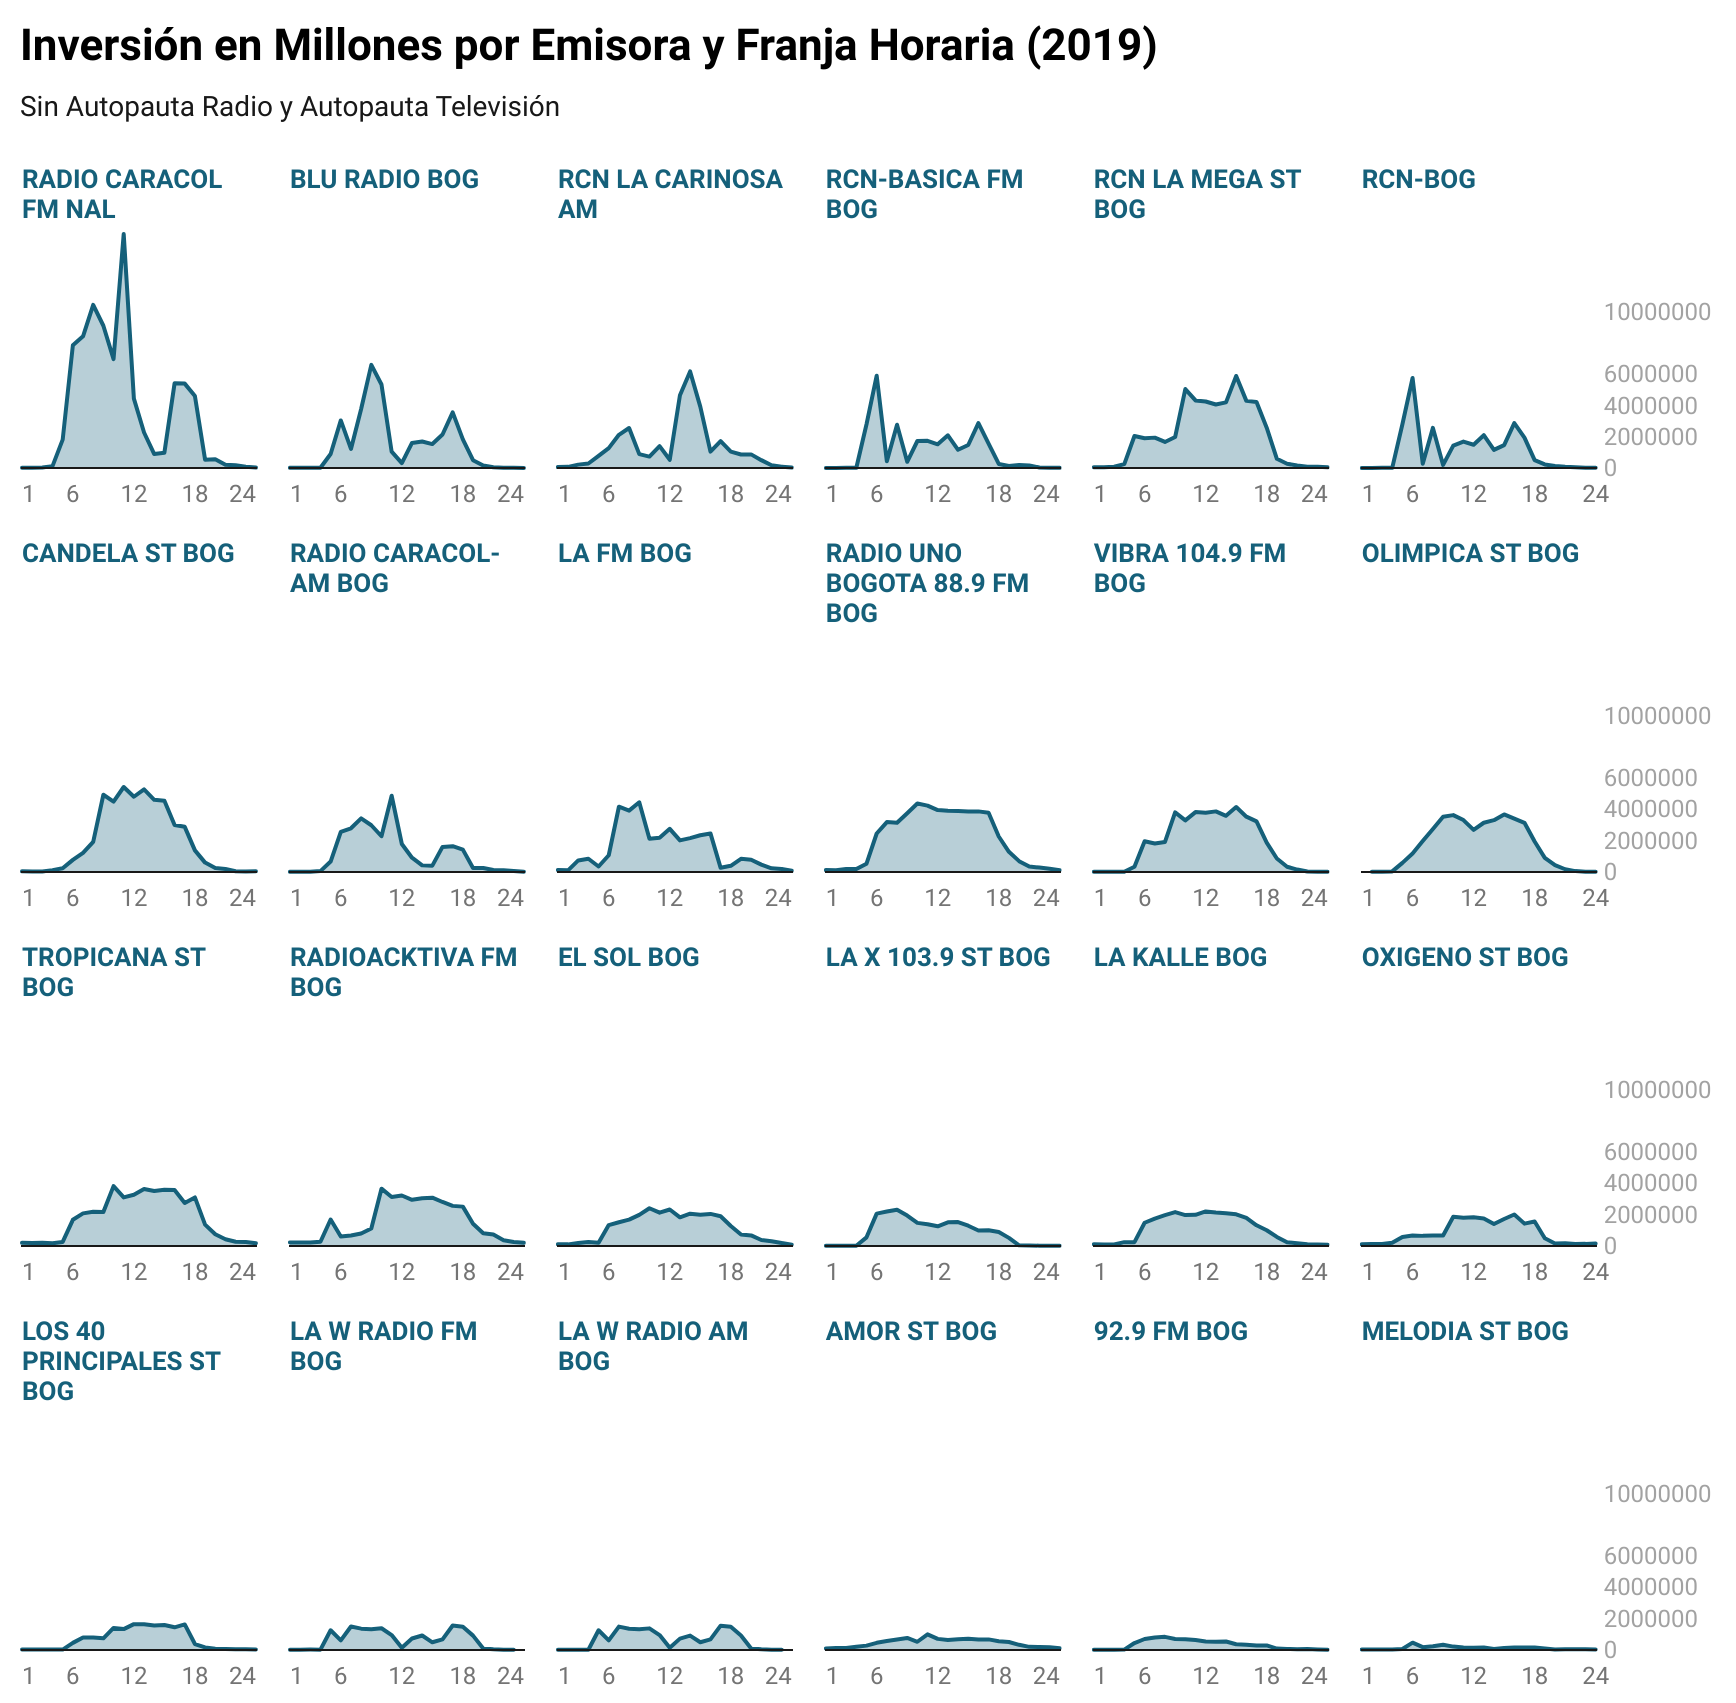 Inversión en Millones por Emisora y Franja Horaria (2019)
Sin Autopauta Radio y Autopauta Televisión
RADIO CARACOL
FM NAL
BLU RADIO BOG
RCN LA CARINOSA
AM
RCN-BASICA FM
BOG
RCN LA MEGA ST
BOG
RCN-BOG
10000000
6000000
4000000
2000000
0
1 6 12 18 24
1 6 12 18 24
1 6 12 18 24
1 6 12 18 24
1 6 12 18 24
1 6 12 18 24
CANDELA ST BOG
RADIO CARACOL-
AM BOG
LA FM BOG
RADIO UNO
BOGOTA 88.9 FM
BOG
VIBRA 104.9 FM
BOG
OLIMPICA ST BOG
10000000
6000000
4000000
2000000
0
1 6 12 18 24
1 6 12 18 24
1 6 12 18 24
1 6 12 18 24
1 6 12 18 24
1 6 12 18 24
TROPICANA ST
BOG
RADIOACKTIVA FM
BOG
EL SOL BOG
LA X 103.9 ST BOG
LA KALLE BOG
OXIGENO ST BOG
10000000
6000000
4000000
2000000
0
1 6 12 18 24
1 6 12 18 24
1 6 12 18 24
1 6 12 18 24
1 6 12 18 24
1 6 12 18 24
LOS 40
PRINCIPALES ST
BOG
LA W RADIO FM
BOG
LA W RADIO AM
BOG
AMOR ST BOG
92.9 FM BOG
MELODIA ST BOG
10000000
6000000
4000000
2000000
0
1 6 12 18 24
1 6 12 18 24
1 6 12 18 24
1 6 12 18 24
1 6 12 18 24
1 6 12 18 24